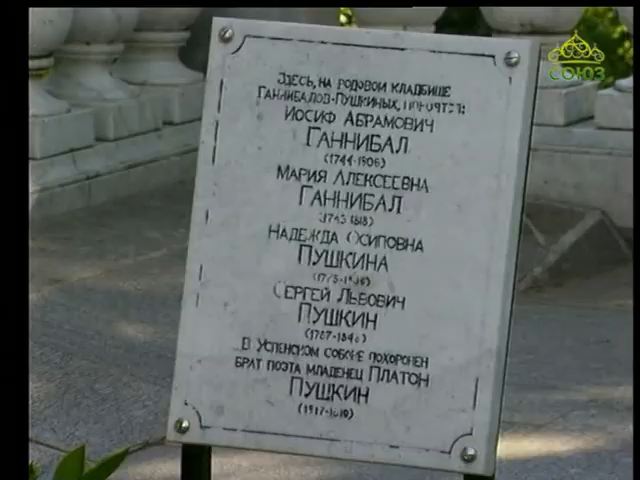 СОЮЗ
ЗДЕСЬ, НА РОДОВОМ КЛАДБИЩЕ
ГАННИБАЛОВ-ПУШКИНЫХ,
ИОСИФ АБРАМОВИЧ
ГАННИБАЛ
(1744-1806)
МАРИЯ АЛЕКСЕЕВНА
ГАННИБАЛ
НАДЕЖДА ОСИПОВНА
ПУШКИНА
СЕРГЕЙ ЛЬВОВИЧ
ПУШКИН
В УСПЕНСКОМ СОБОРЕ ПОХОРОНЕН
БРАТ ПОЭТА МЛАДЕНЕЦ ПЛАТОН
ПУШКИН